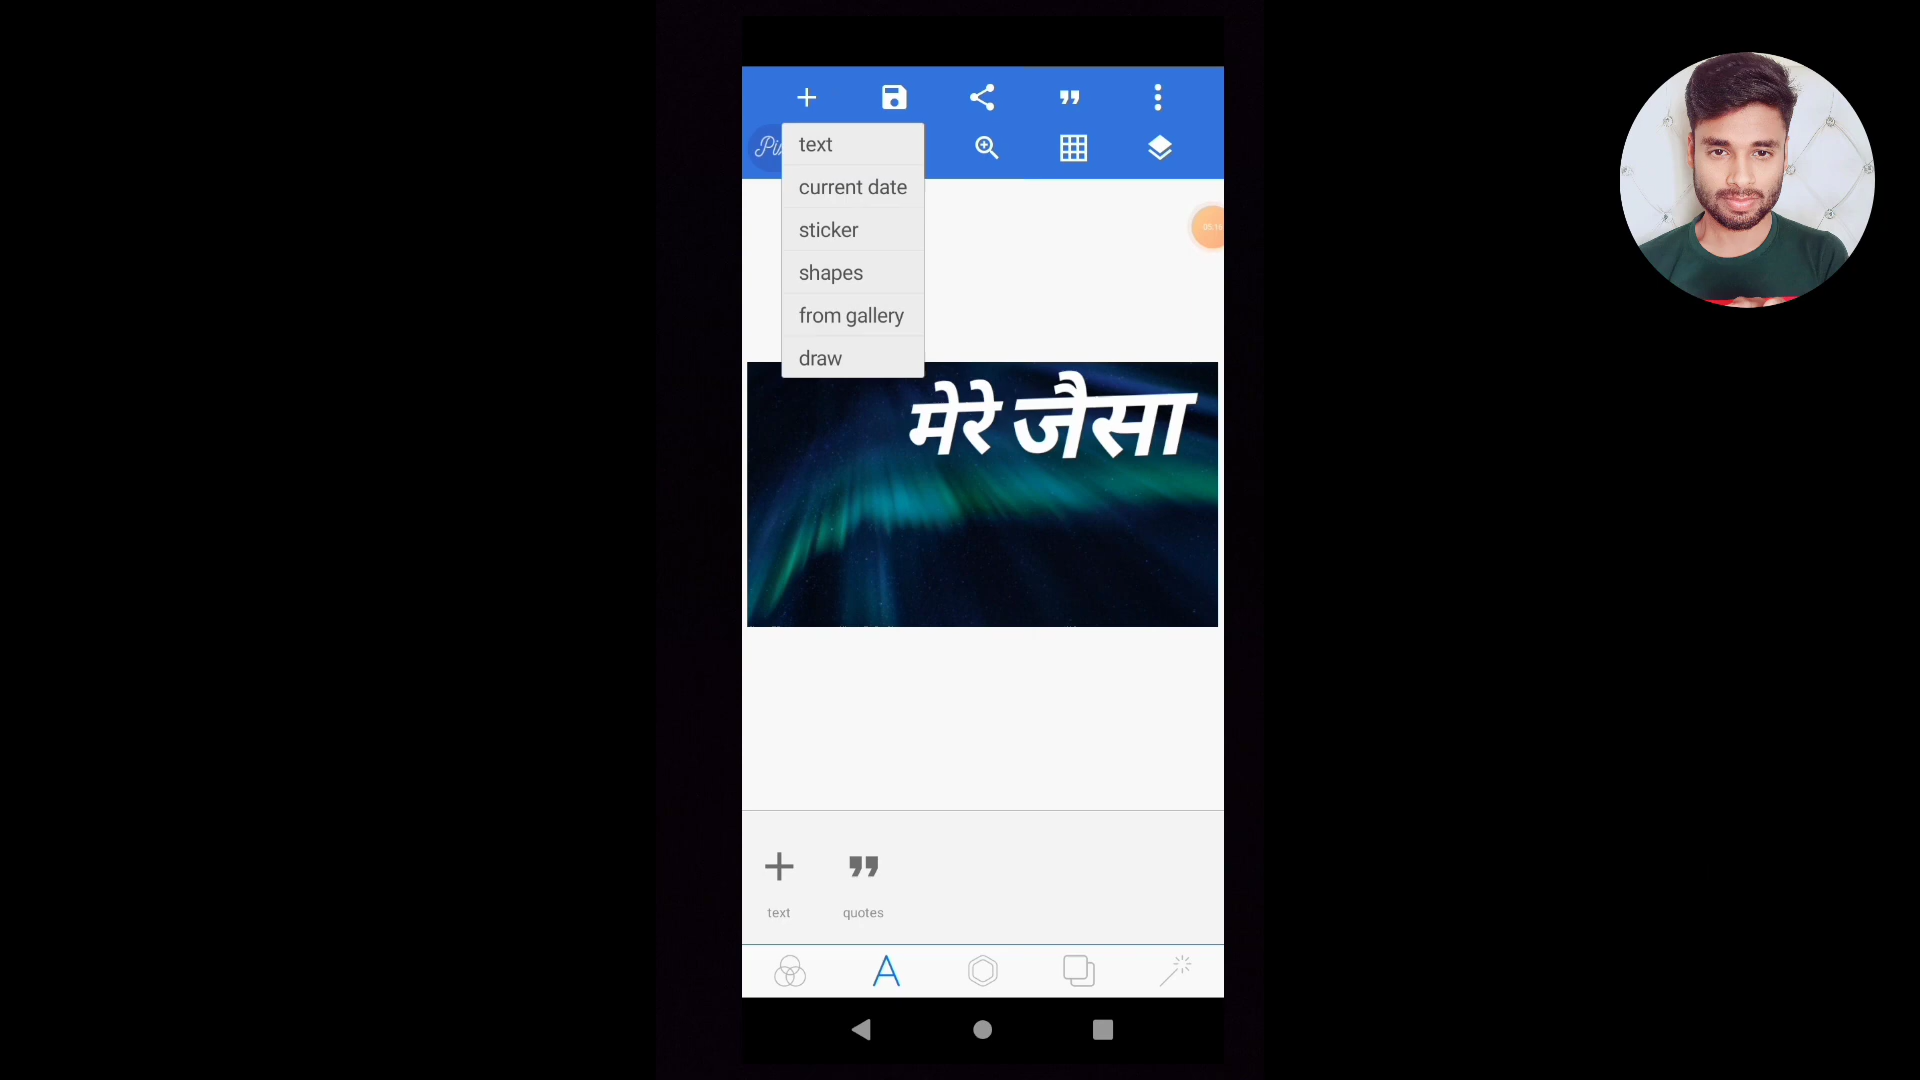 text
current date
sticker
shapes
from gallery
draw
मेरे जैसा
text
quotes